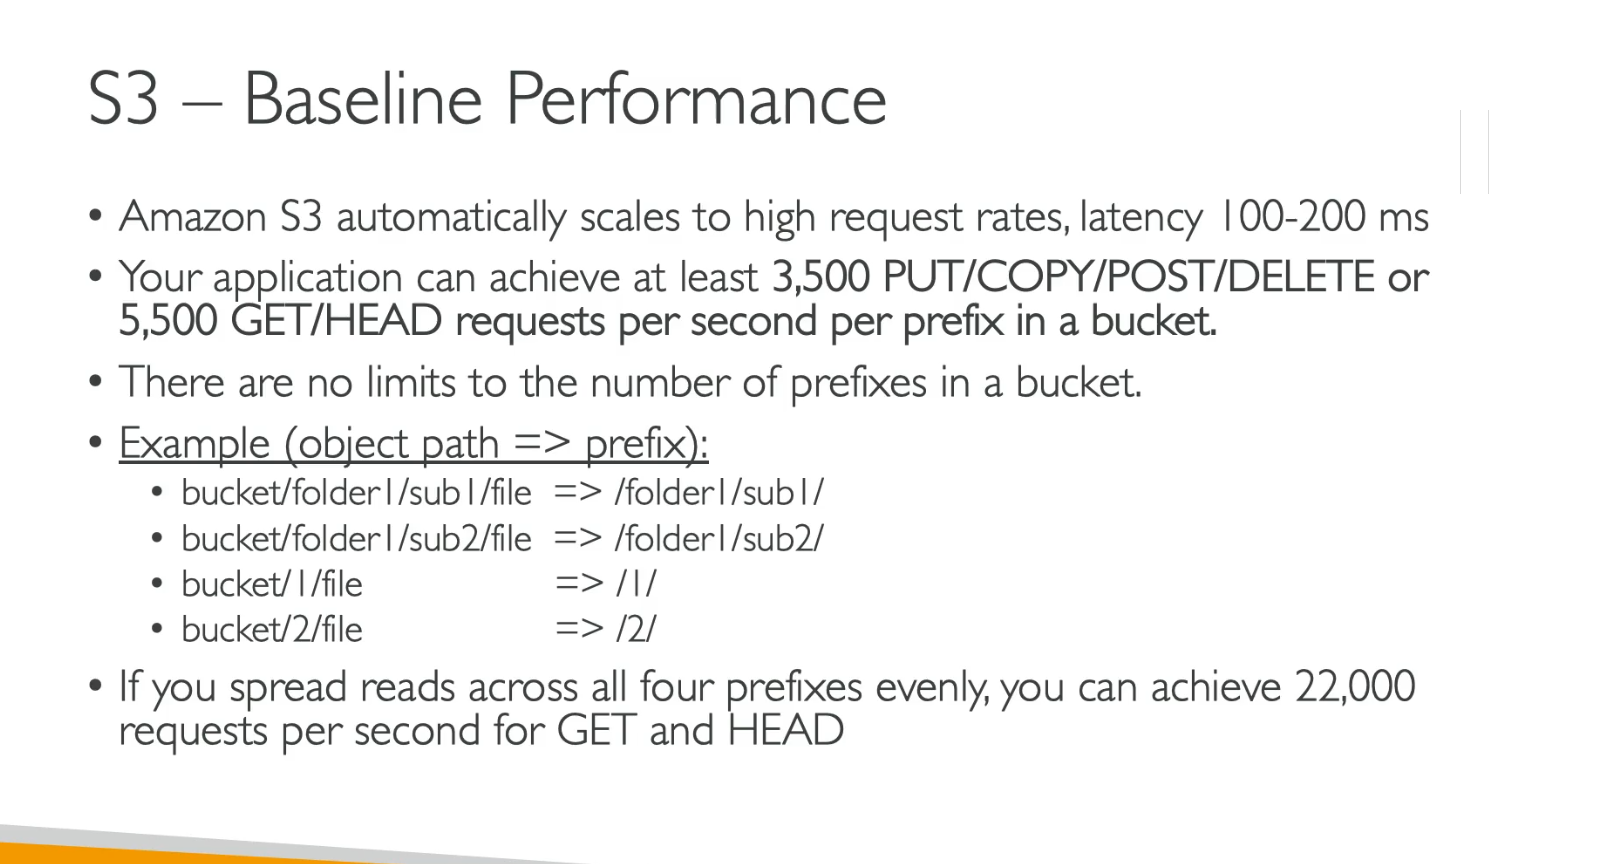 S3 – Baseline Performance
• Amazon S3 automatically scales to high request rates, latency 100-200 ms
• Your application can achieve at least 3,500 PUT/COPY/POST/DELETE or
5,500 GET/HEAD requests per second per prefix in a bucket.
• There are no limits to the number of prefixes in a bucket.
• Example (object path => prefix):
• bucket/folder1/sub1/file => /folder1/sub1/
• bucket/folder1/sub2/file => /folder1/sub2/
• bucket/1/file => /1/
• bucket/2/file => /2/
• If you spread reads across all four prefixes evenly, you can achieve 22,000
requests per second for GET and HEAD